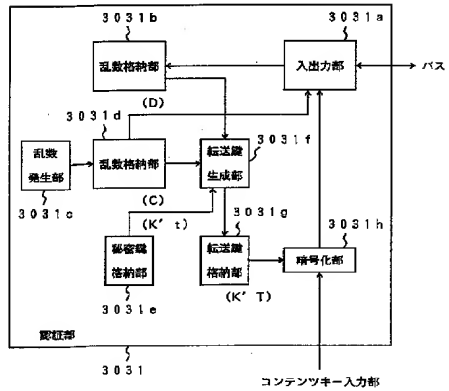 3031b
3031a
乱数格納部
入出力部
バス
(D)
3031d
3031f
乱数
発生部
乱数格納部
転送鍵
生成部
3031c
(C)
(K't)
3031g
3031h
秘密鍵
格納部
転送鍵
格納部
暗号化部
(K'T)
3031e
認証部
3031
コンテンツキー入力部